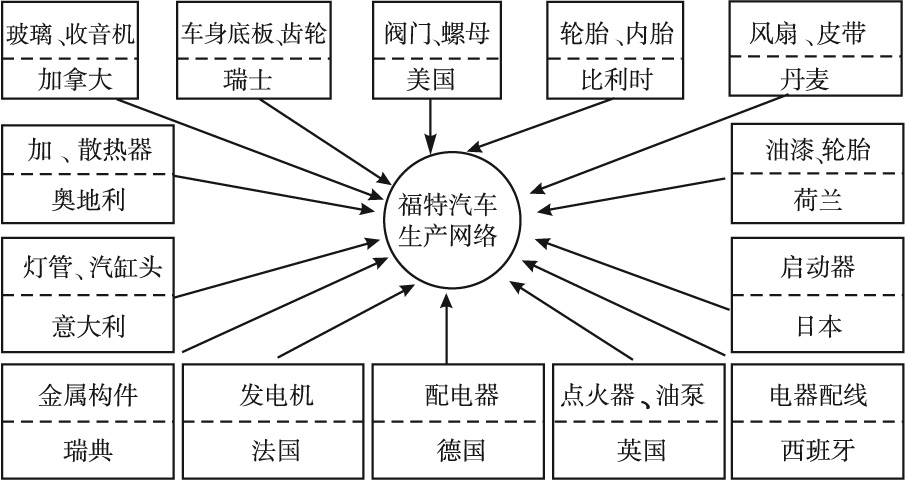 玻璃、收音机
加拿大
车身底板、齿轮
瑞士
阀门、螺母
美国
轮胎、内胎
比利时
风扇、皮带
丹麦
加、散热器
奥地利
油漆、轮胎
荷兰
福特汽车
生产网络
灯管、汽缸头
意大利
启动器
日本
金属构件
瑞典
发电机
法国
配电器
德国
点火器、油泵
英国
电器配线
西班牙